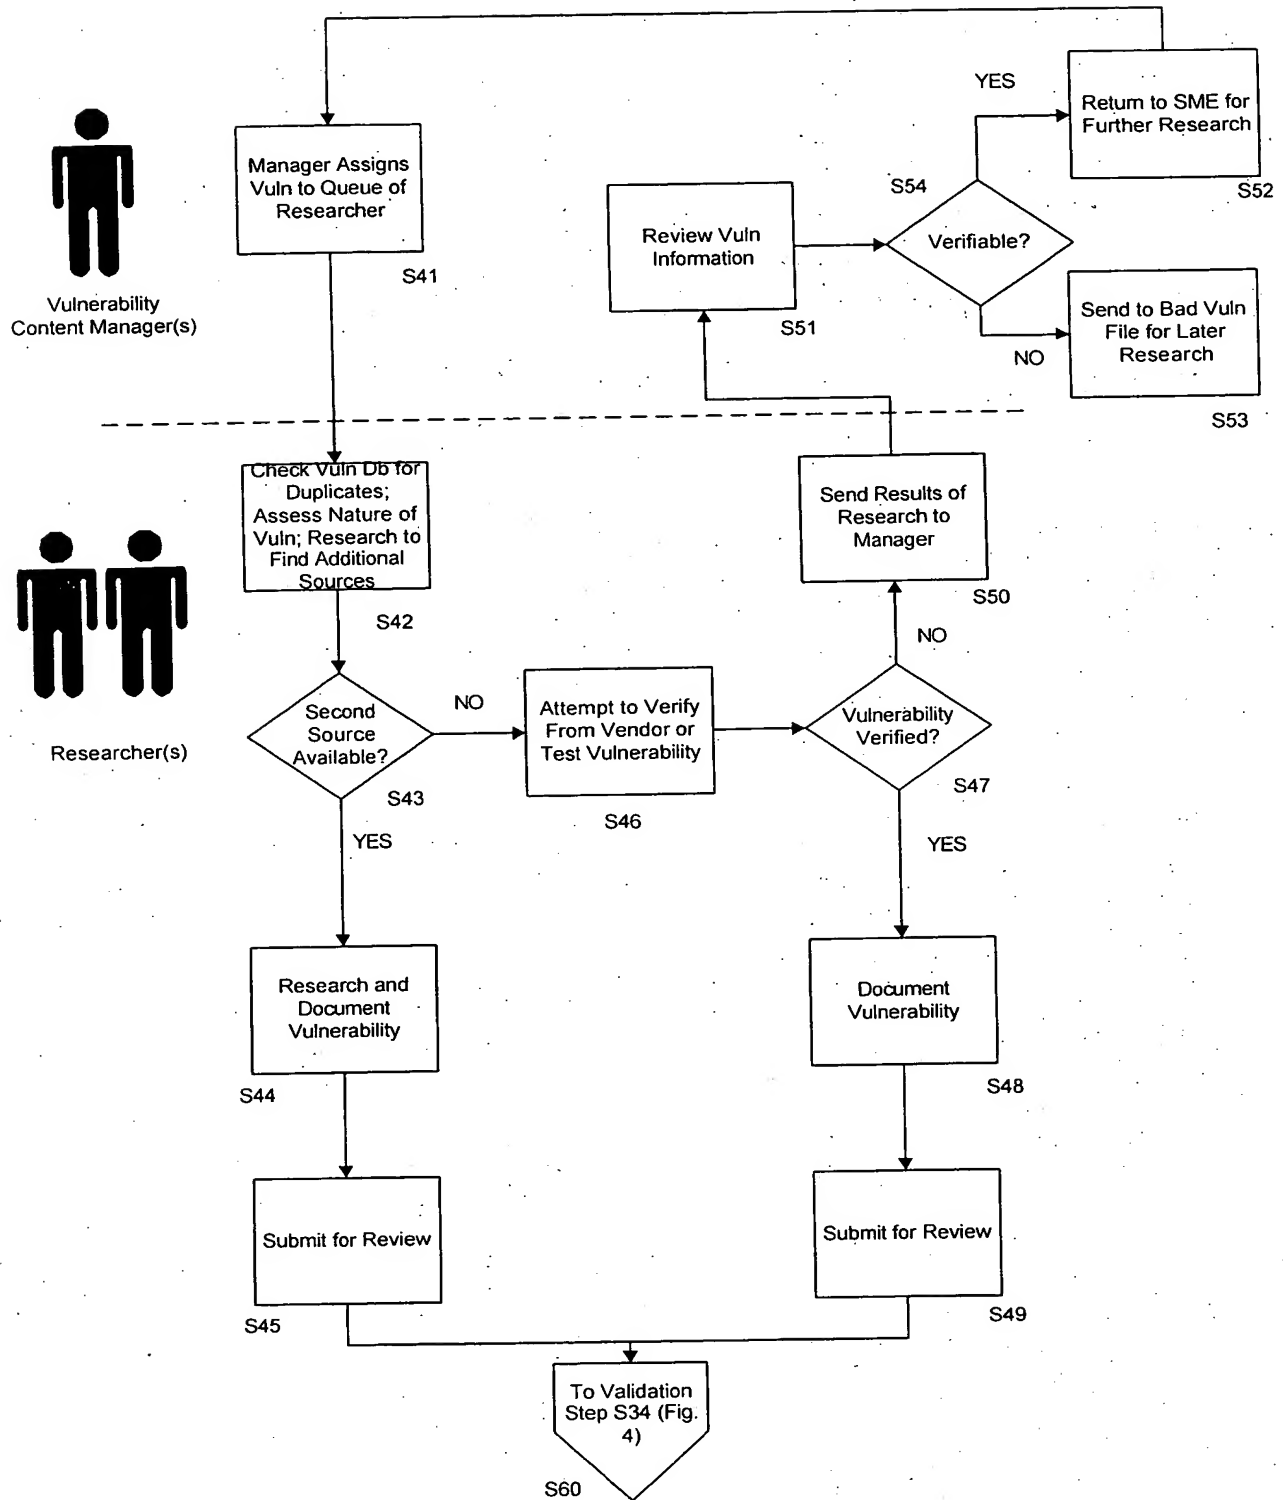 YES
Return to SME for
Further Research
S52
Manager Assigns
Vuln to Queue of
Researcher
S41
Review Vuln
Information
S51
S54
Verifiable?
Vulnerability
Content Manager(s)
NO
Send to Bad Vuln
File for Later
Research
S53
Check Vuln Db for
Duplicates;
Assess Nature of
Vuln; Research to
Find Additional
Sources
S42
Send Results of
Research to
Manager
S50
NO
Researcher(s)
Second
Source
Available?
S43
NO
Attempt to Verify
From Vendor or
Test Vulnerability
S46
Vulnerability
Verified?
S47
YES
YES
Research and
Document
Vulnerability
S44
Document
Vulnerability
S48
Submit for Review
S45
Submit for Review
S49
To Validation
Step S34 (Fig.
4)
S60